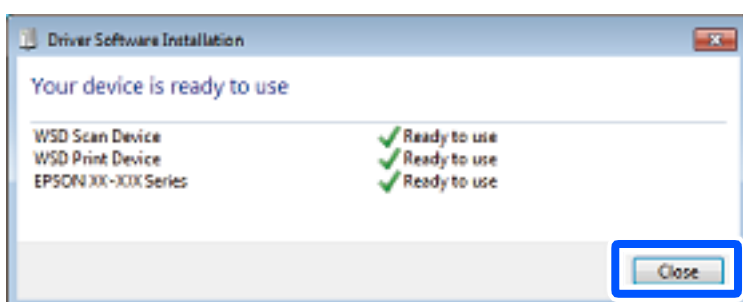 Driver Software Installation
Your device is ready to use
WSD Scan Device Ready to use
WSD Print Device Ready to use
EPSON XX-XXX Series Ready to use
Close